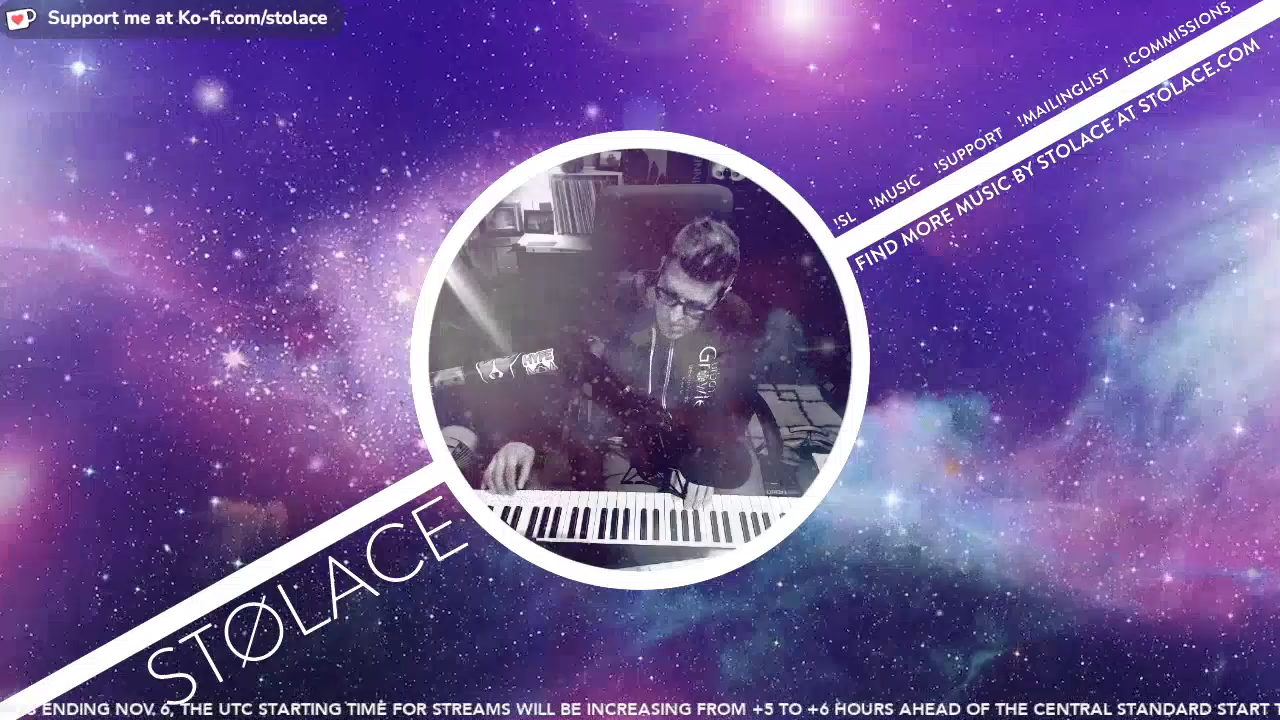 Support me at Ko-fi.com/stolace
!SL !MUSIC !SUPPORT !MAILINGLIST !COMMISSIONS
FIND MORE MUSIC BY STOLACE AT STOLACE.COM
HYPE
STØLACE
ENDING NOV. 6, THE UTC STARTING TIME FOR STREAMS WILL BE INCREASING FROM +5 TO +6 HOURS AHEAD OF THE CENTRAL STANDARD START